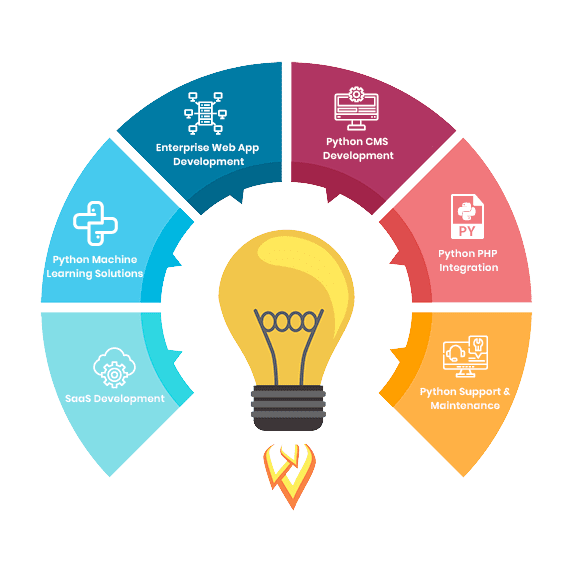 Enterprise Web App
Development
Python CMS
Development
Python Machine
Learning Solutions
PY
Python PHP
Integration
SaaS Development
Python Support &
Maintenance